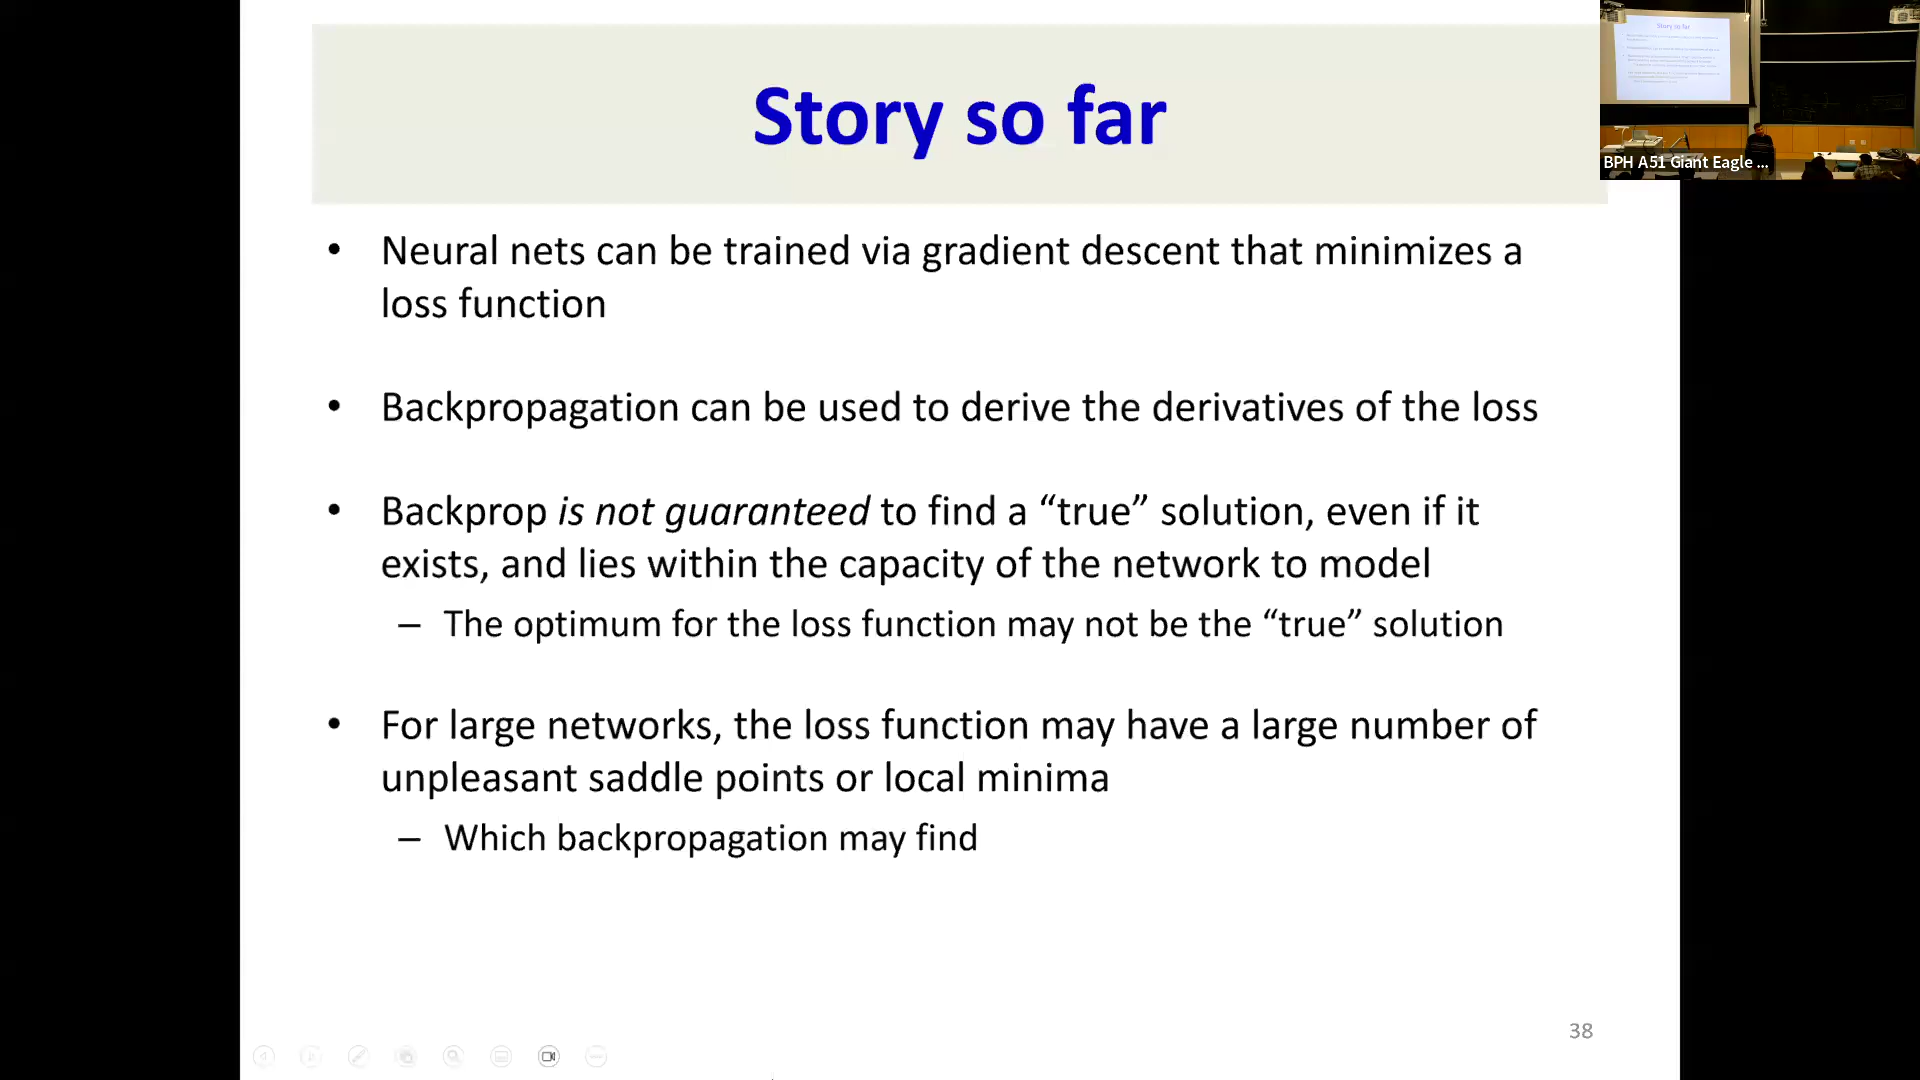 Story so far
BPH A51 Giant Eagle ...
• Neural nets can be trained via gradient descent that minimizes a
loss function
• Backpropagation can be used to derive the derivatives of the loss
• Backprop is not guaranteed to find a “true” solution, even if it
exists, and lies within the capacity of the network to model
– The optimum for the loss function may not be the “true” solution
• For large networks, the loss function may have a large number of
unpleasant saddle points or local minima
– Which backpropagation may find
38
Story so far